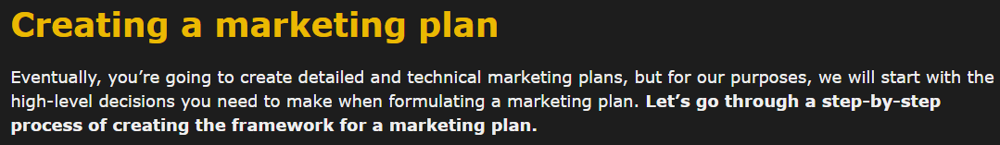 Creating a marketing plan
Eventually, you’re going to create detailed and technical marketing plans, but for our purposes, we will start with the
high-level decisions you need to make when formulating a marketing plan. Let’s go through a step-by-step
process of creating the framework for a marketing plan.